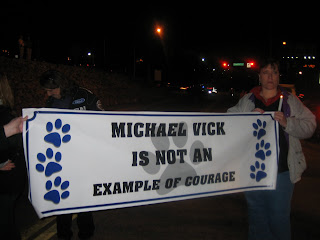 MICHAEL VICK
IS NOT AN
EXAMPLE OF COURAGE